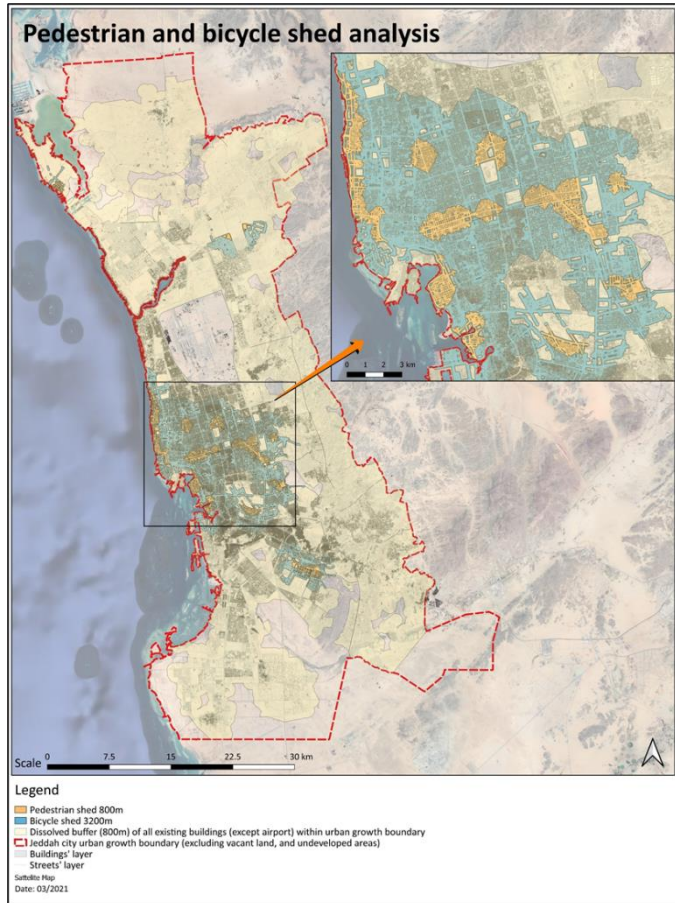 Pedestrian and bicycle shed analysis
0 1 2 3 km
Scale 0 7.5 15 22.5 30 km
Legend
Pedestrian shed 800m
Bicycle shed 3200m
Dissolved buffer (800m) of all existing buildings (except airport) within urban growth boundary
Jeddah city urban growth boundary (excluding vacant land, and undeveloped areas)
Buildings' layer
Streets' layer
Sattelite Map
Date: 03/2021